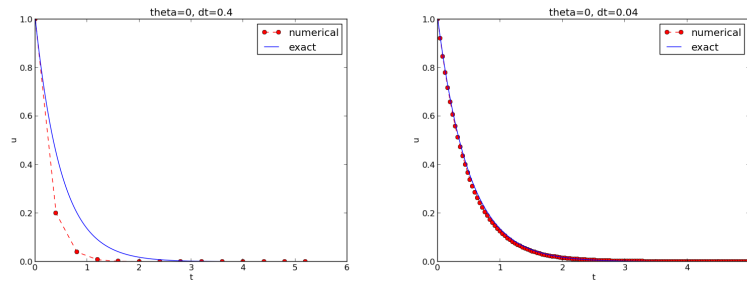 theta=0, dt=0.4
numerical
exact
1.0
0.8
0.6
0.4
0.2
0.0
u
0 1 2 3 4 5 6
t
theta=0, dt=0.04
numerical
exact
1.0
0.8
0.6
0.4
0.2
0.0
u
0 1 2 3 4
t